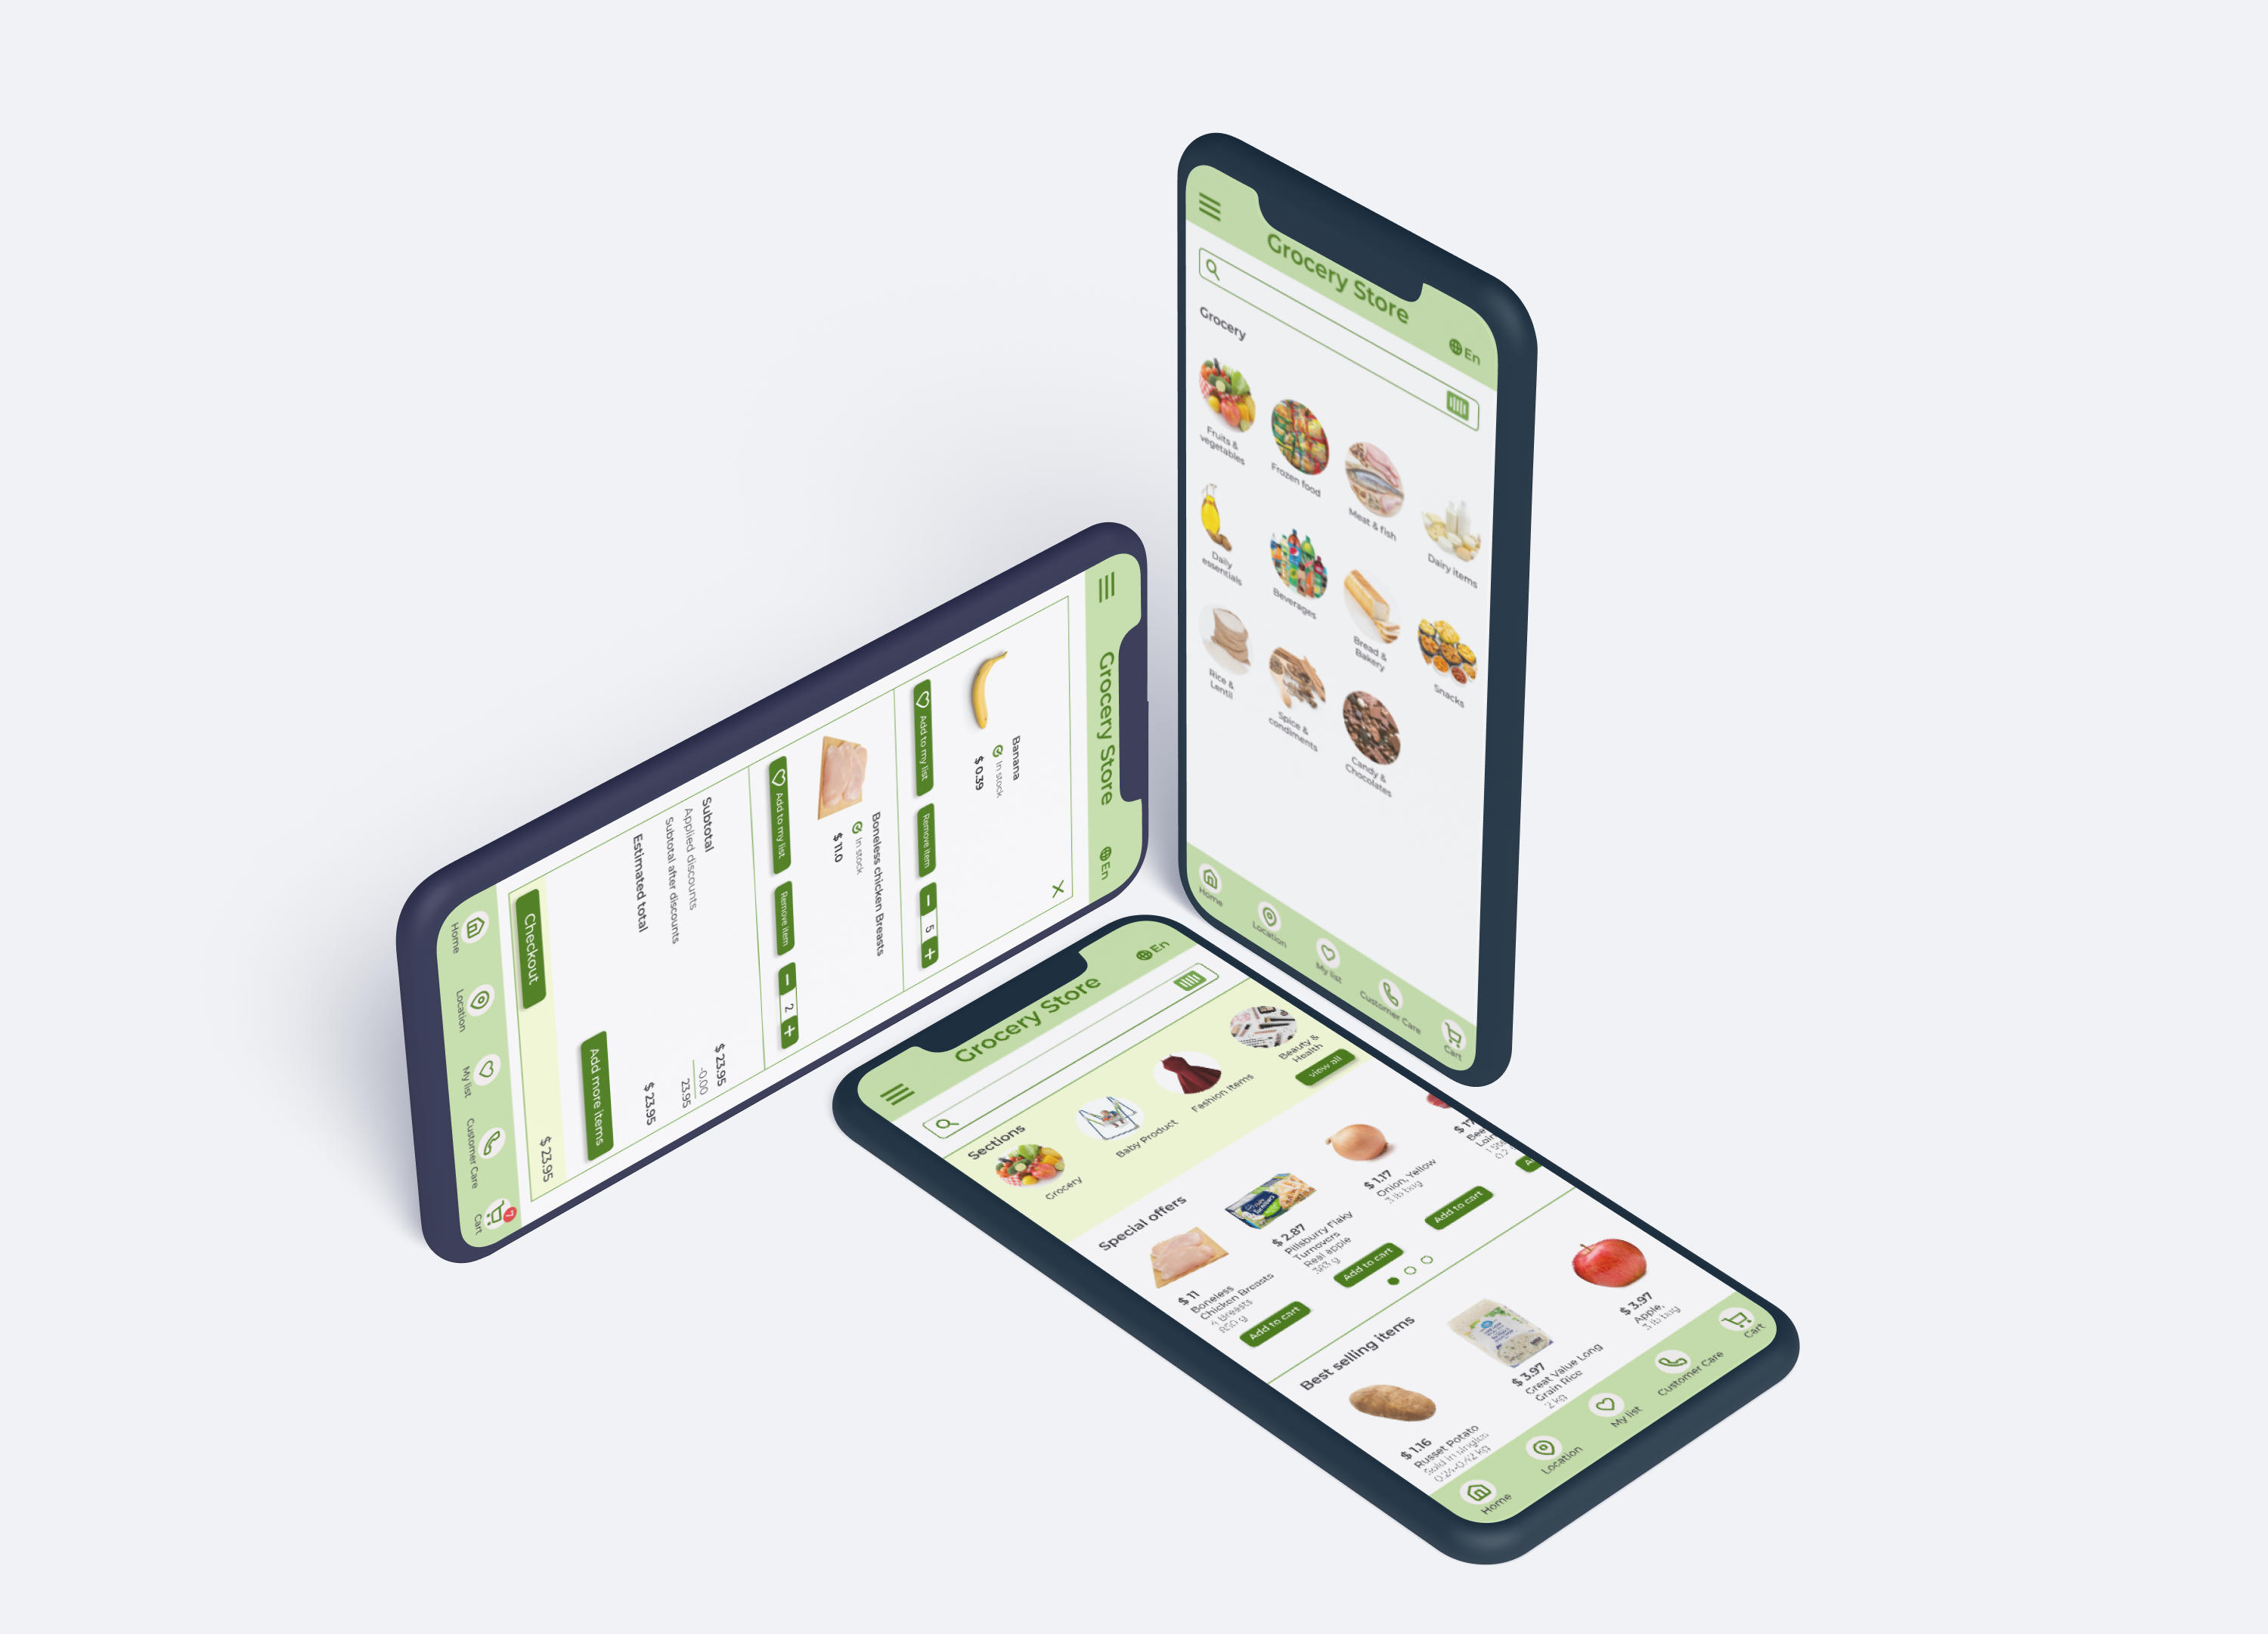 Grocery Store
En
Grocery
Fruits &
vegetables
Frozen food
Meat & fish
Dairy items
Daily
essentials
Beverages
Bread &
Bakery
Snacks
Rice &
Lentil
Spice &
condiments
Candy &
Chocolates
Home
Location
My list
Customer Care
Cart
Grocery Store
En
Banana
In stock
$ 0.39
Add to my list
Remove item
5
Boneless chicken Breasts
In stock
$ 11.0
Add to my list
Remove item
2
Subtotal
$ 23.95
Applied discounts
-0.00
Subtotal after discounts
23.95
Estimated total
$ 23.95
Add more items
Checkout
$ 23.95
Home
Location
My list
Customer Care
Cart
7
Grocery Store
En
Sections
Grocery
Baby Product
Fashion Items
Beauty &
Health
view all
Special offers
$ 11
Boneless
Chicken Breasts
4 Breasts
850 g
Add to cart
$ 2.87
Pillsburry Flaky
Turnovers
Real apple
383 g
Add to cart
$ 1.17
Onion, Yellow
3 lb bag
Add to cart
Best selling items
$ 1.16
Russet Potato
Sold in singles
0.24-0.42 kg
$ 3.97
Great Value Long
Grain Rice
2 kg
$ 3.97
Apple,
3 lb bag
Home
Location
My list
Customer Care
Cart